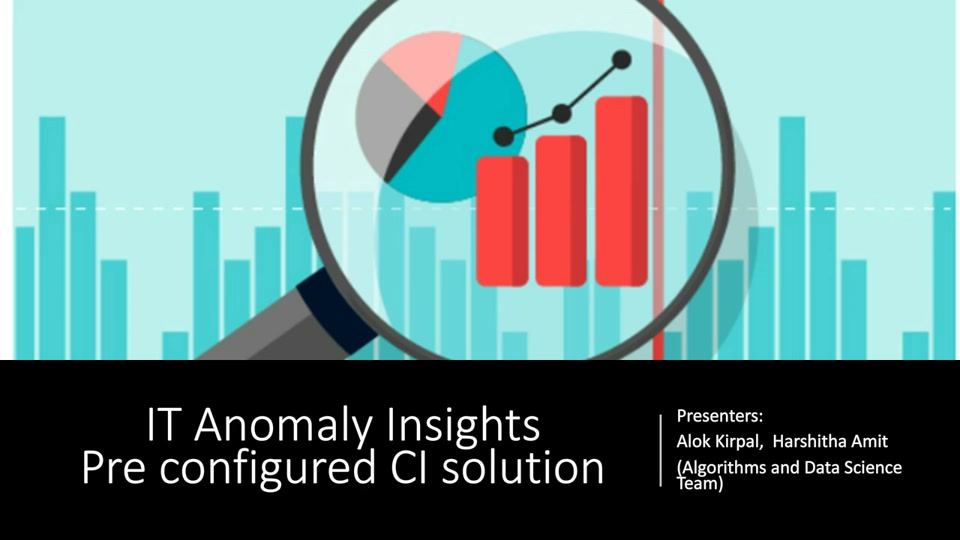 IT Anomaly Insights
Pre configured CI solution
Presenters:
Alok Kirpal, Harshitha Amit
(Algorithms and Data Science
Team)